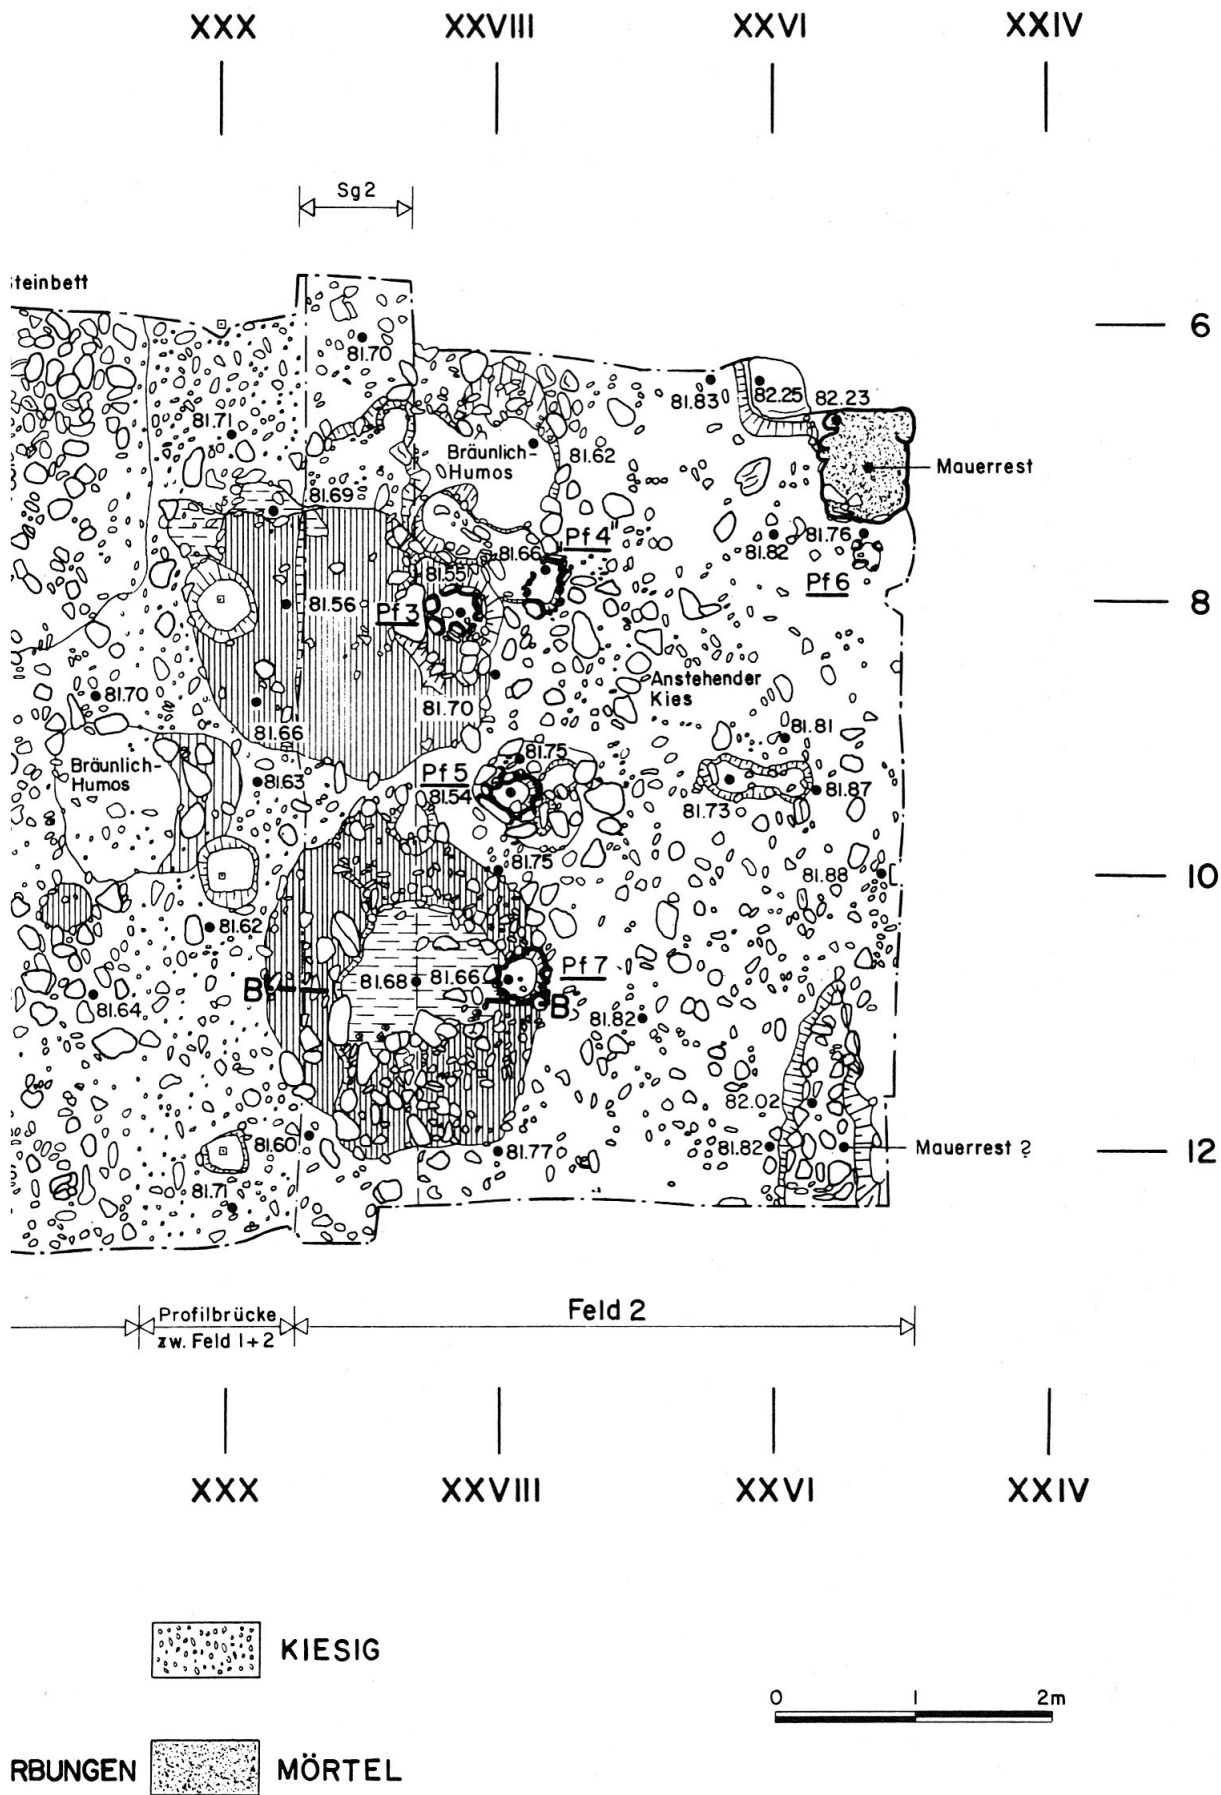 XXX XXVIII XXVI XXIV
Sg 2
teinbett
6
81.70
81.83
82.25
82.23
81.71
Bräunlich-
Humos
81.62
Mauerrest
81.69
81.66
Pf 4
81.82
81.76
81.55
Pf 6
81.56
Pf 3
8
Anstehender
Kies
81.70
81.70
81.66
81.81
Bräunlich-
Humos
81.63
81.75
Pf 5
81.54
81.73
81.87
81.75
81.88
10
81.62
Pf 7
B'
81.68
81.66
B
81.64
81.82
82.02
81.60
81.77
81.82
Mauerrest ?
12
81.71
Profilbrücke
zw. Feld 1+2
Feld 2
XXX XXVIII XXVI XXIV
KIESIG
0 1 2m
RBUNGEN
MÖRTEL